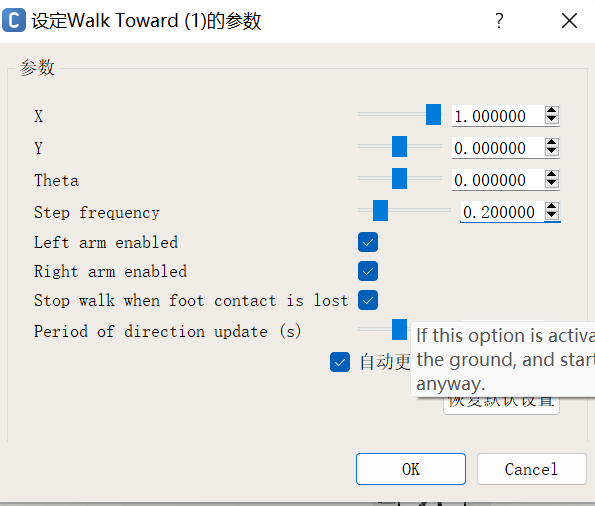 C 设定Walk Toward (1)的参数
参数
X 1.000000
Y 0.000000
Theta 0.000000
Step frequency 0.200000
Left arm enabled
Right arm enabled
Stop walk when foot contact is lost
Period of direction update (s)
If this option is activa
自动更 the ground, and start
anyway.
恢复默认设置
OK Cancel